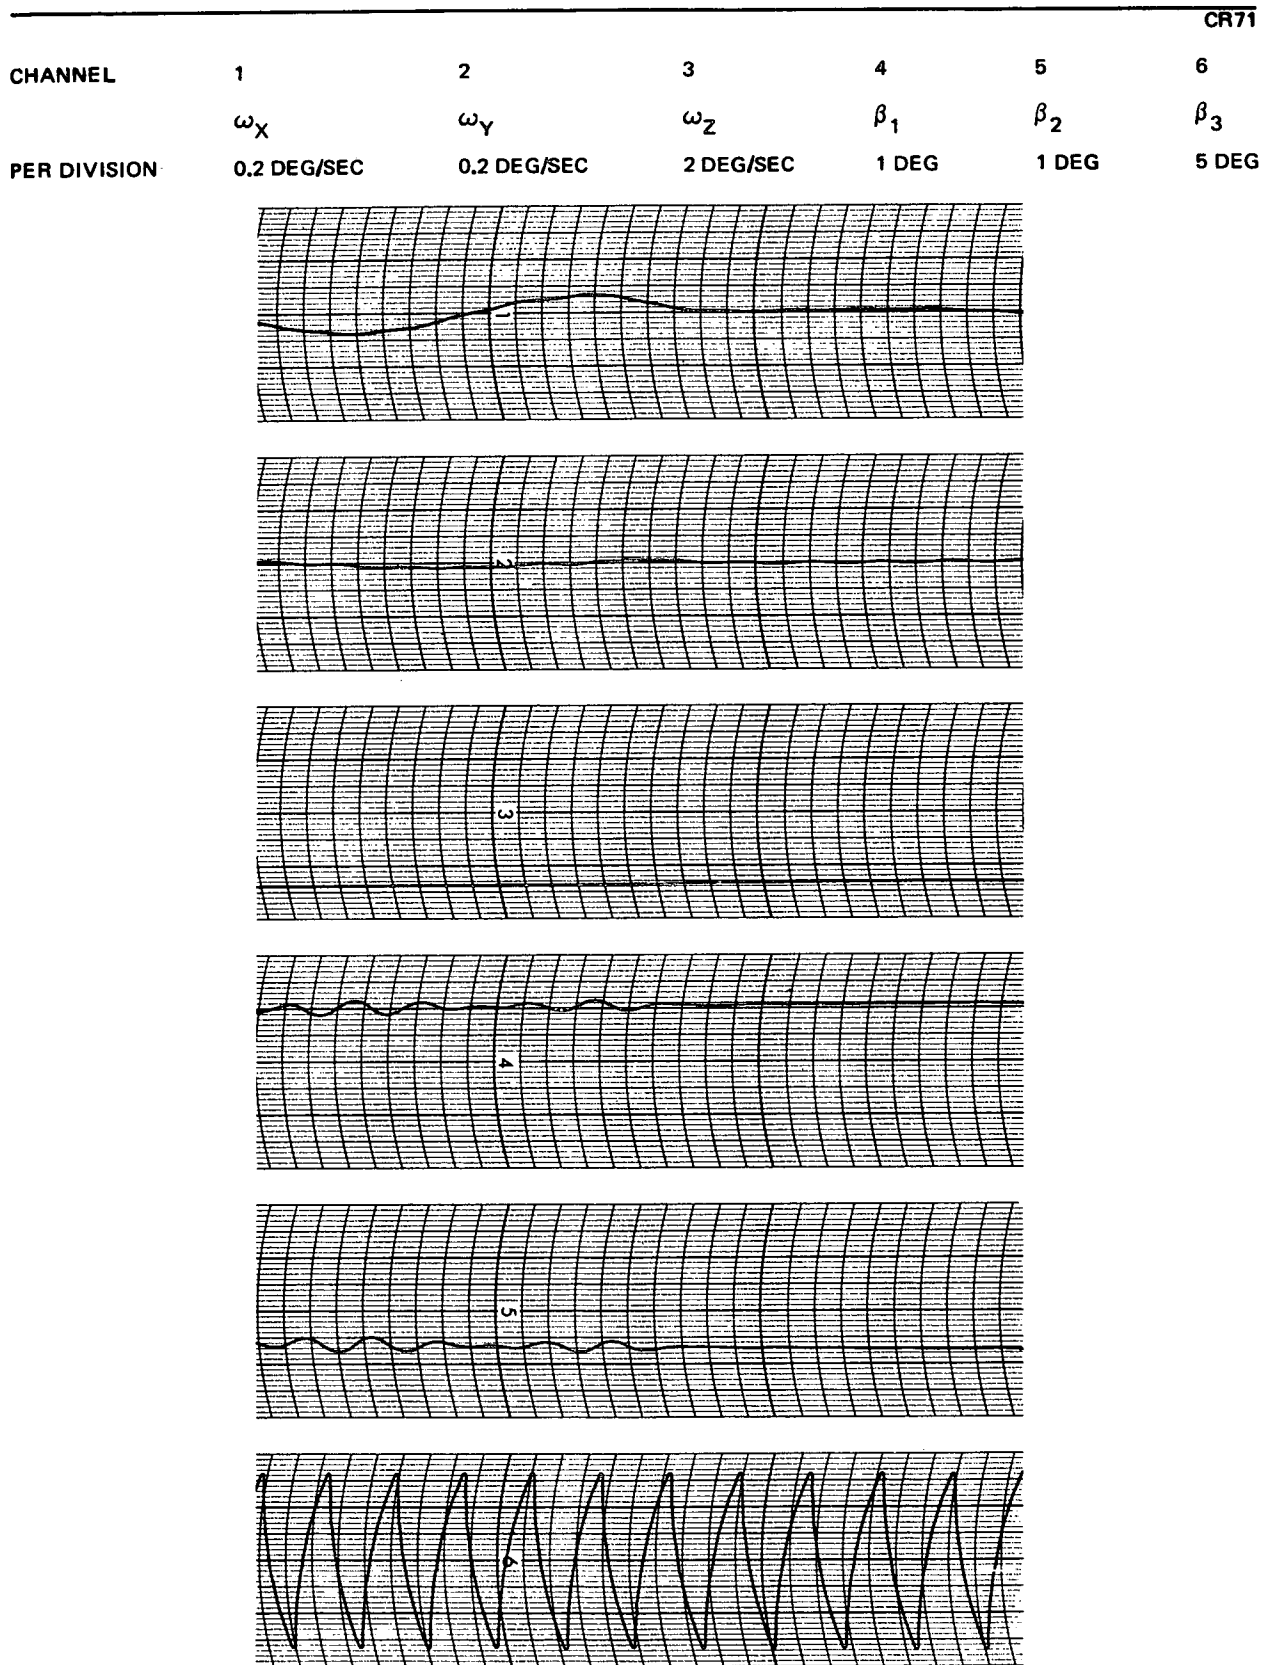 CR71
CHANNEL 1 2 3 4 5 6
ωX ωY ωZ β1 β2 β3
PER DIVISION 0.2 DEG/SEC 0.2 DEG/SEC 2 DEG/SEC 1 DEG 1 DEG 5 DEG
1
2
3
4
5
6